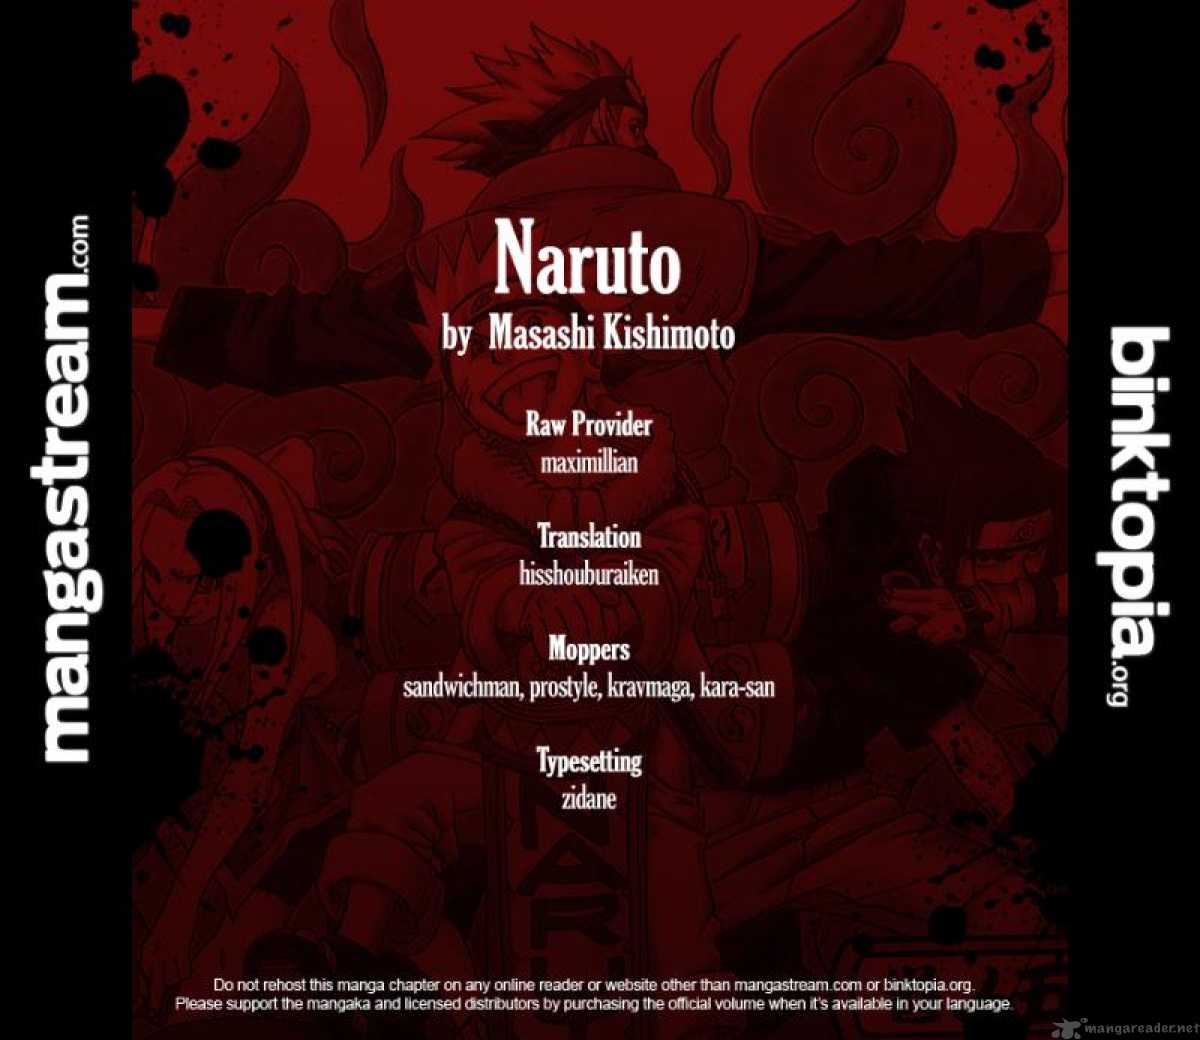 mangastream.com
Naruto
by Masashi Kishimoto
Raw Provider
maximillian
Translation
hisshouburaiken
Moppers
sandwichman, prostyle, kravmaga, kara-san
Typesetting
zidane
NARU
Do not rehost this manga chapter on any online reader or website other than mangastream.com or binktopia.org.
Please support the mangaka and licensed distributors by purchasing the official volume when it's available in your language.
binktopia.org
mangareader.net